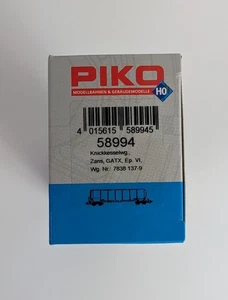 PIKO
MODELLBAHNEN & GEBÄUDEMODELLE
H0
4 015615 589945
58994
Knickkesselwg.,
Zans, GATX, Ep. VI,
Wg. Nr.: 7838 137-9